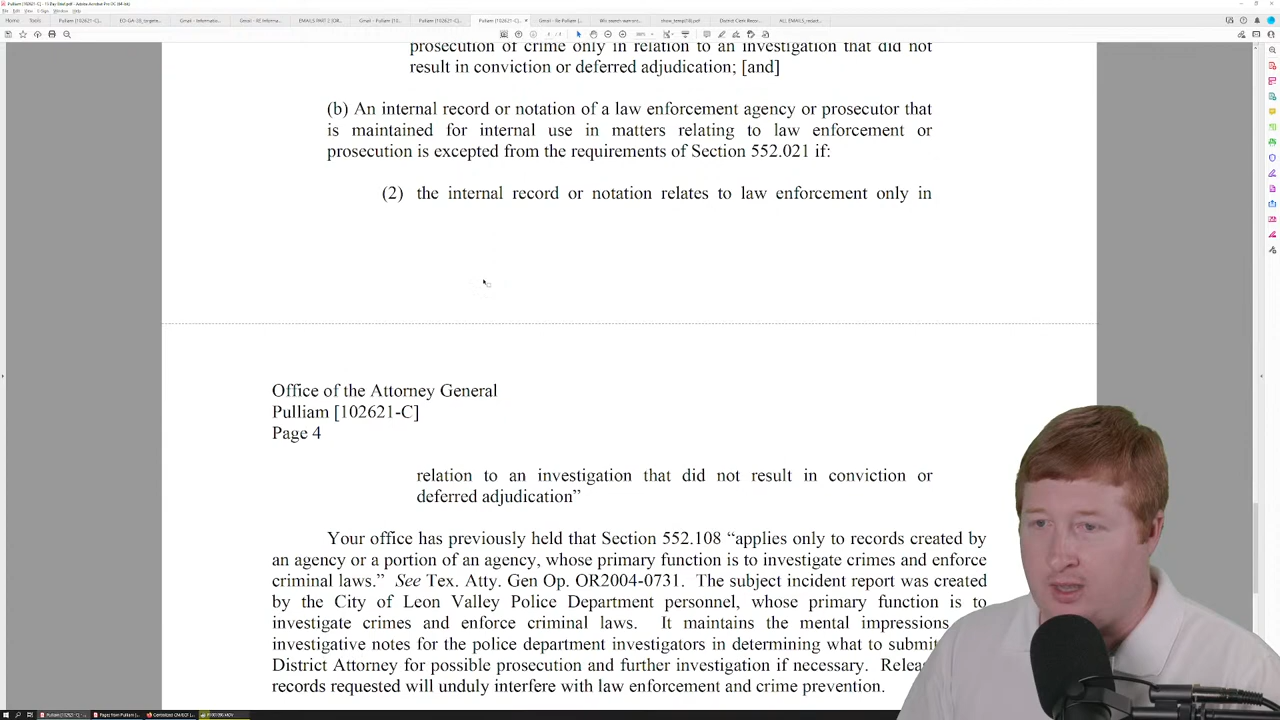 Home Tools
prosecution of crime only in relation to an investigation that did not
result in conviction or deferred adjudication; [and]
(b) An internal record or notation of a law enforcement agency or prosecutor that
is maintained for internal use in matters relating to law enforcement or
prosecution is excepted from the requirements of Section 552.021 if:
(2) the internal record or notation relates to law enforcement only in
Office of the Attorney General
Pulliam [102621-C]
Page 4
relation to an investigation that did not result in conviction or
deferred adjudication”
Your office has previously held that Section 552.108 “applies only to records created by
an agency or a portion of an agency, whose primary function is to investigate crimes and enforce
criminal laws.” See Tex. Atty. Gen Op. OR2004-0731. The subject incident report was created
by the City of Leon Valley Police Department personnel, whose primary function is to
investigate crimes and enforce criminal laws. It maintains the mental impressions
investigative notes for the police department investigators in determining what to submit
District Attorney for possible prosecution and further investigation if necessary.
records requested will unduly interfere with law enforcement and crime prevention.